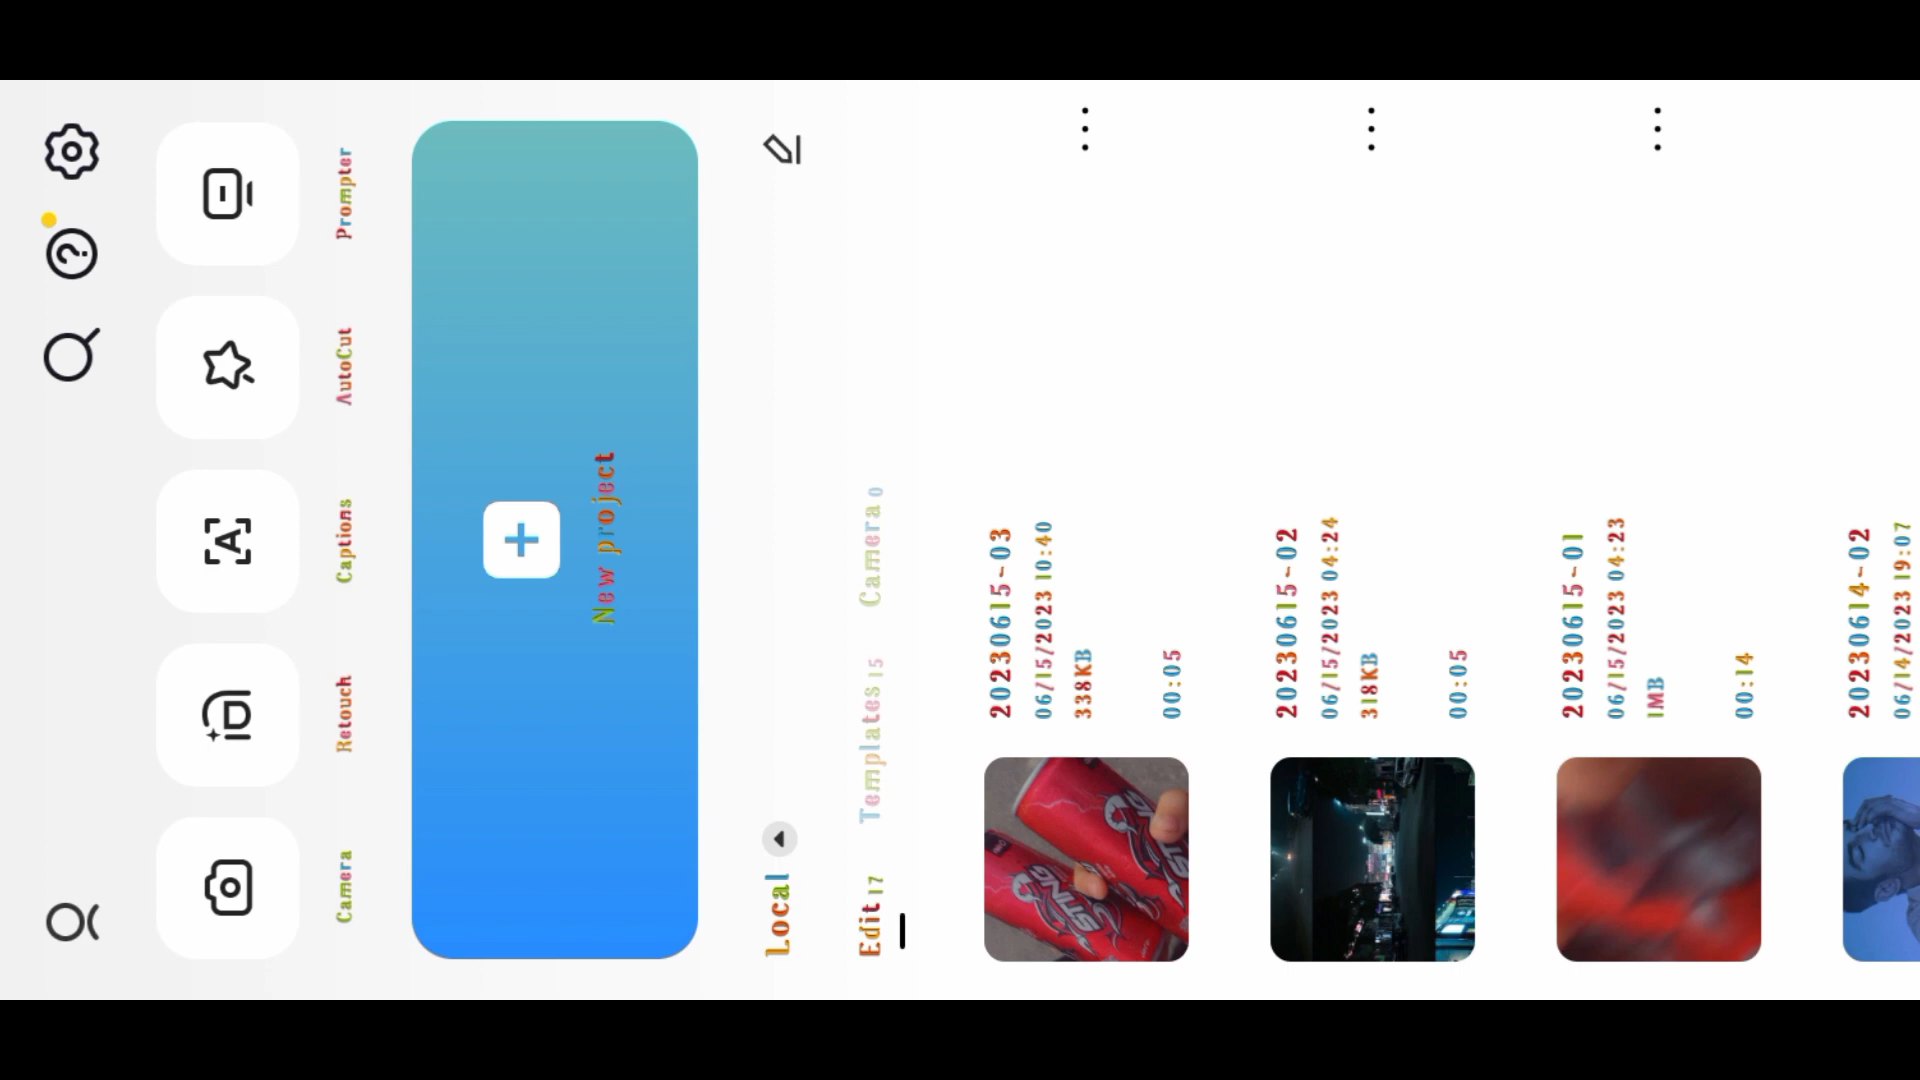 Camera
Retouch
Captions
AutoCut
Prompter
New project
Local
Edit 17
Templates 15
Camera 0
20230615-03
06/15/2023 10:40
338KB
00:05
STING
STING
20230615-02
06/15/2023 04:24
318KB
00:05
20230615-01
06/15/2023 04:23
1MB
00:14
20230614-02
06/14/2023 19:07